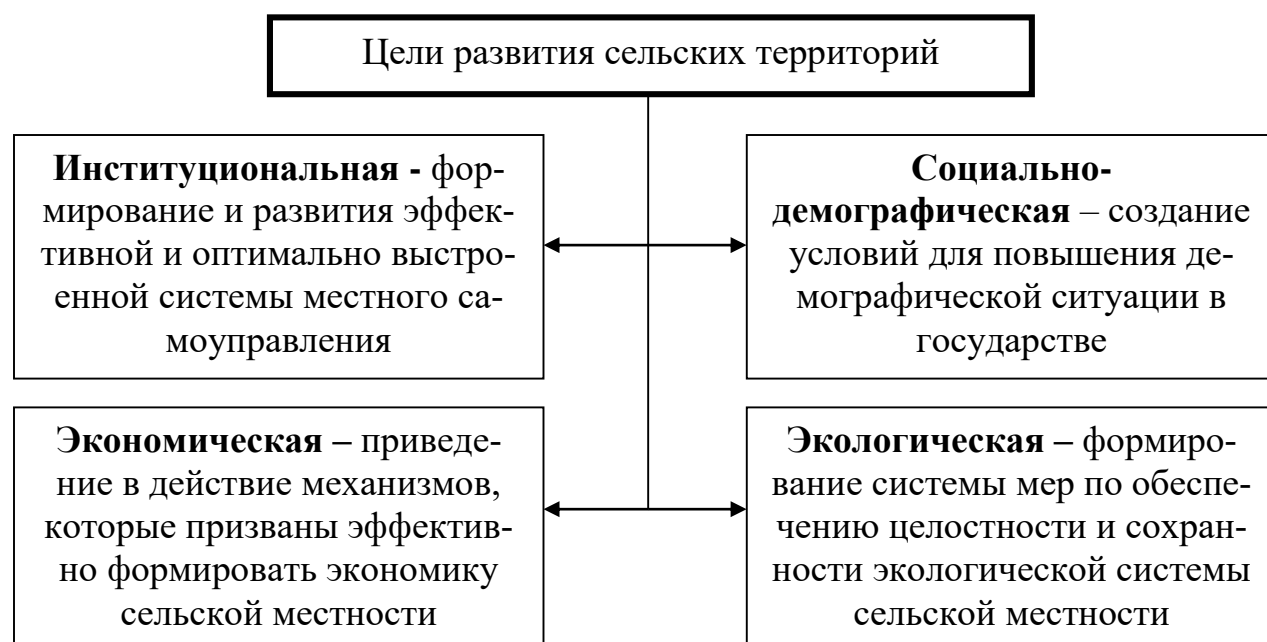 Цели развития сельских территорий
Институциональная - фор-
мирование и развития эффек-
тивной и оптимально выстро-
енной системы местного са-
моуправления
Социально-
демографическая – создание
условий для повышения де-
мографической ситуации в
государстве
Экономическая – приведе-
ние в действие механизмов,
которые призваны эффектив-
но формировать экономику
сельской местности
Экологическая – формиро-
вание системы мер по обеспе-
чению целостности и сохран-
ности экологической системы
сельской местности